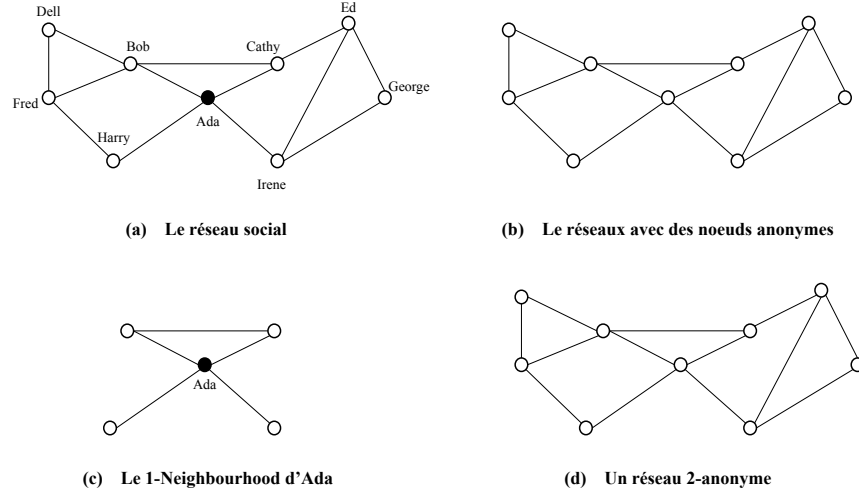 Dell
Ed
Bob
Cathy
George
Fred
Harry
Ada
Irene
(a) Le réseau social
(b) Le réseaux avec des noeuds anonymes
Ada
(c) Le 1-Neighbourhood d'Ada
(d) Un réseau 2-anonyme